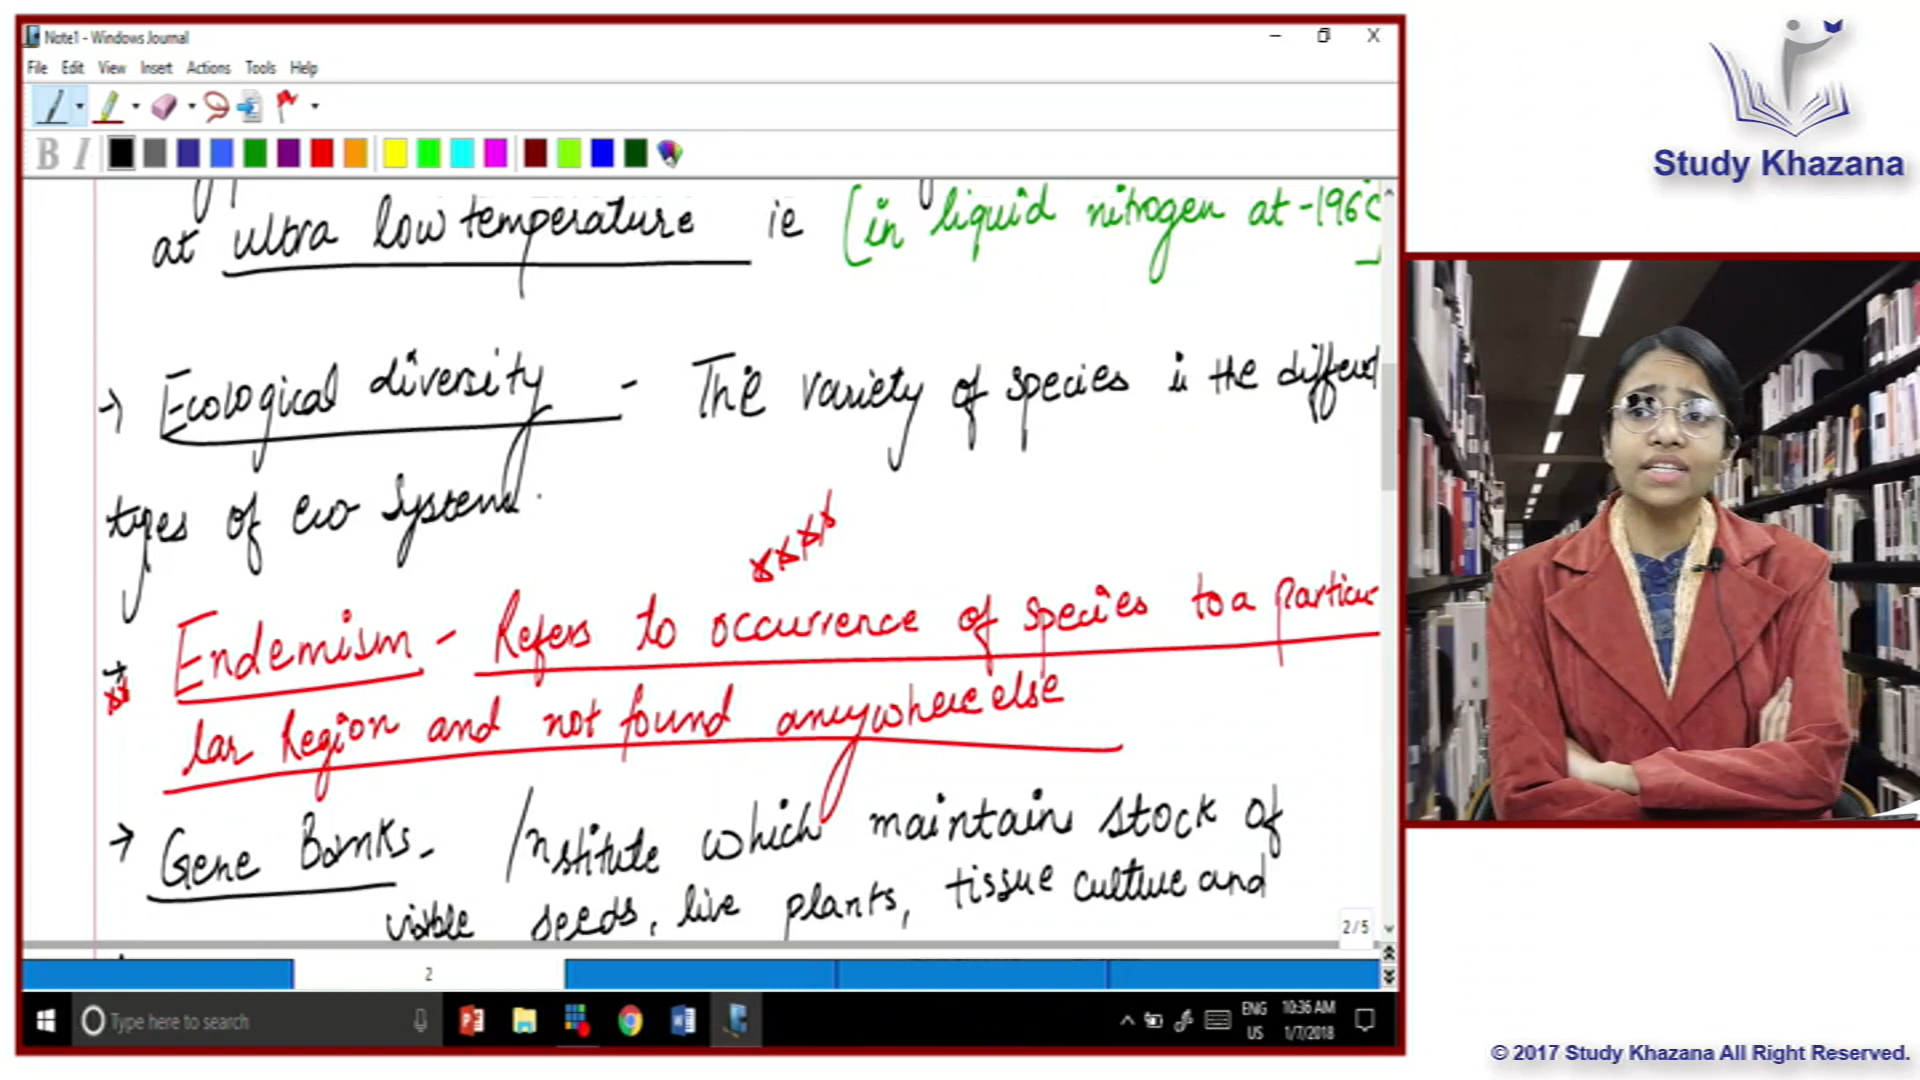 Note1 - Windows Journal
File Edit View Insert Actions Tools Help
B I
Study Khazana
at ultra low temperature ie (in liquid nitrogen at -196°C)
→ Ecological diversity - The variety of species in the different
types of eco systems.
→ Endemism - Refers to occurrence of species to a particu
lar Region and not found anywhere else
→ Gene Banks - Institute which maintain stock of
viable seeds, live plants, tissue culture and
2/5
2
Type here to search
ENG
US
10:36 AM
1/7/2018
© 2017 Study Khazana All Right Reserved.